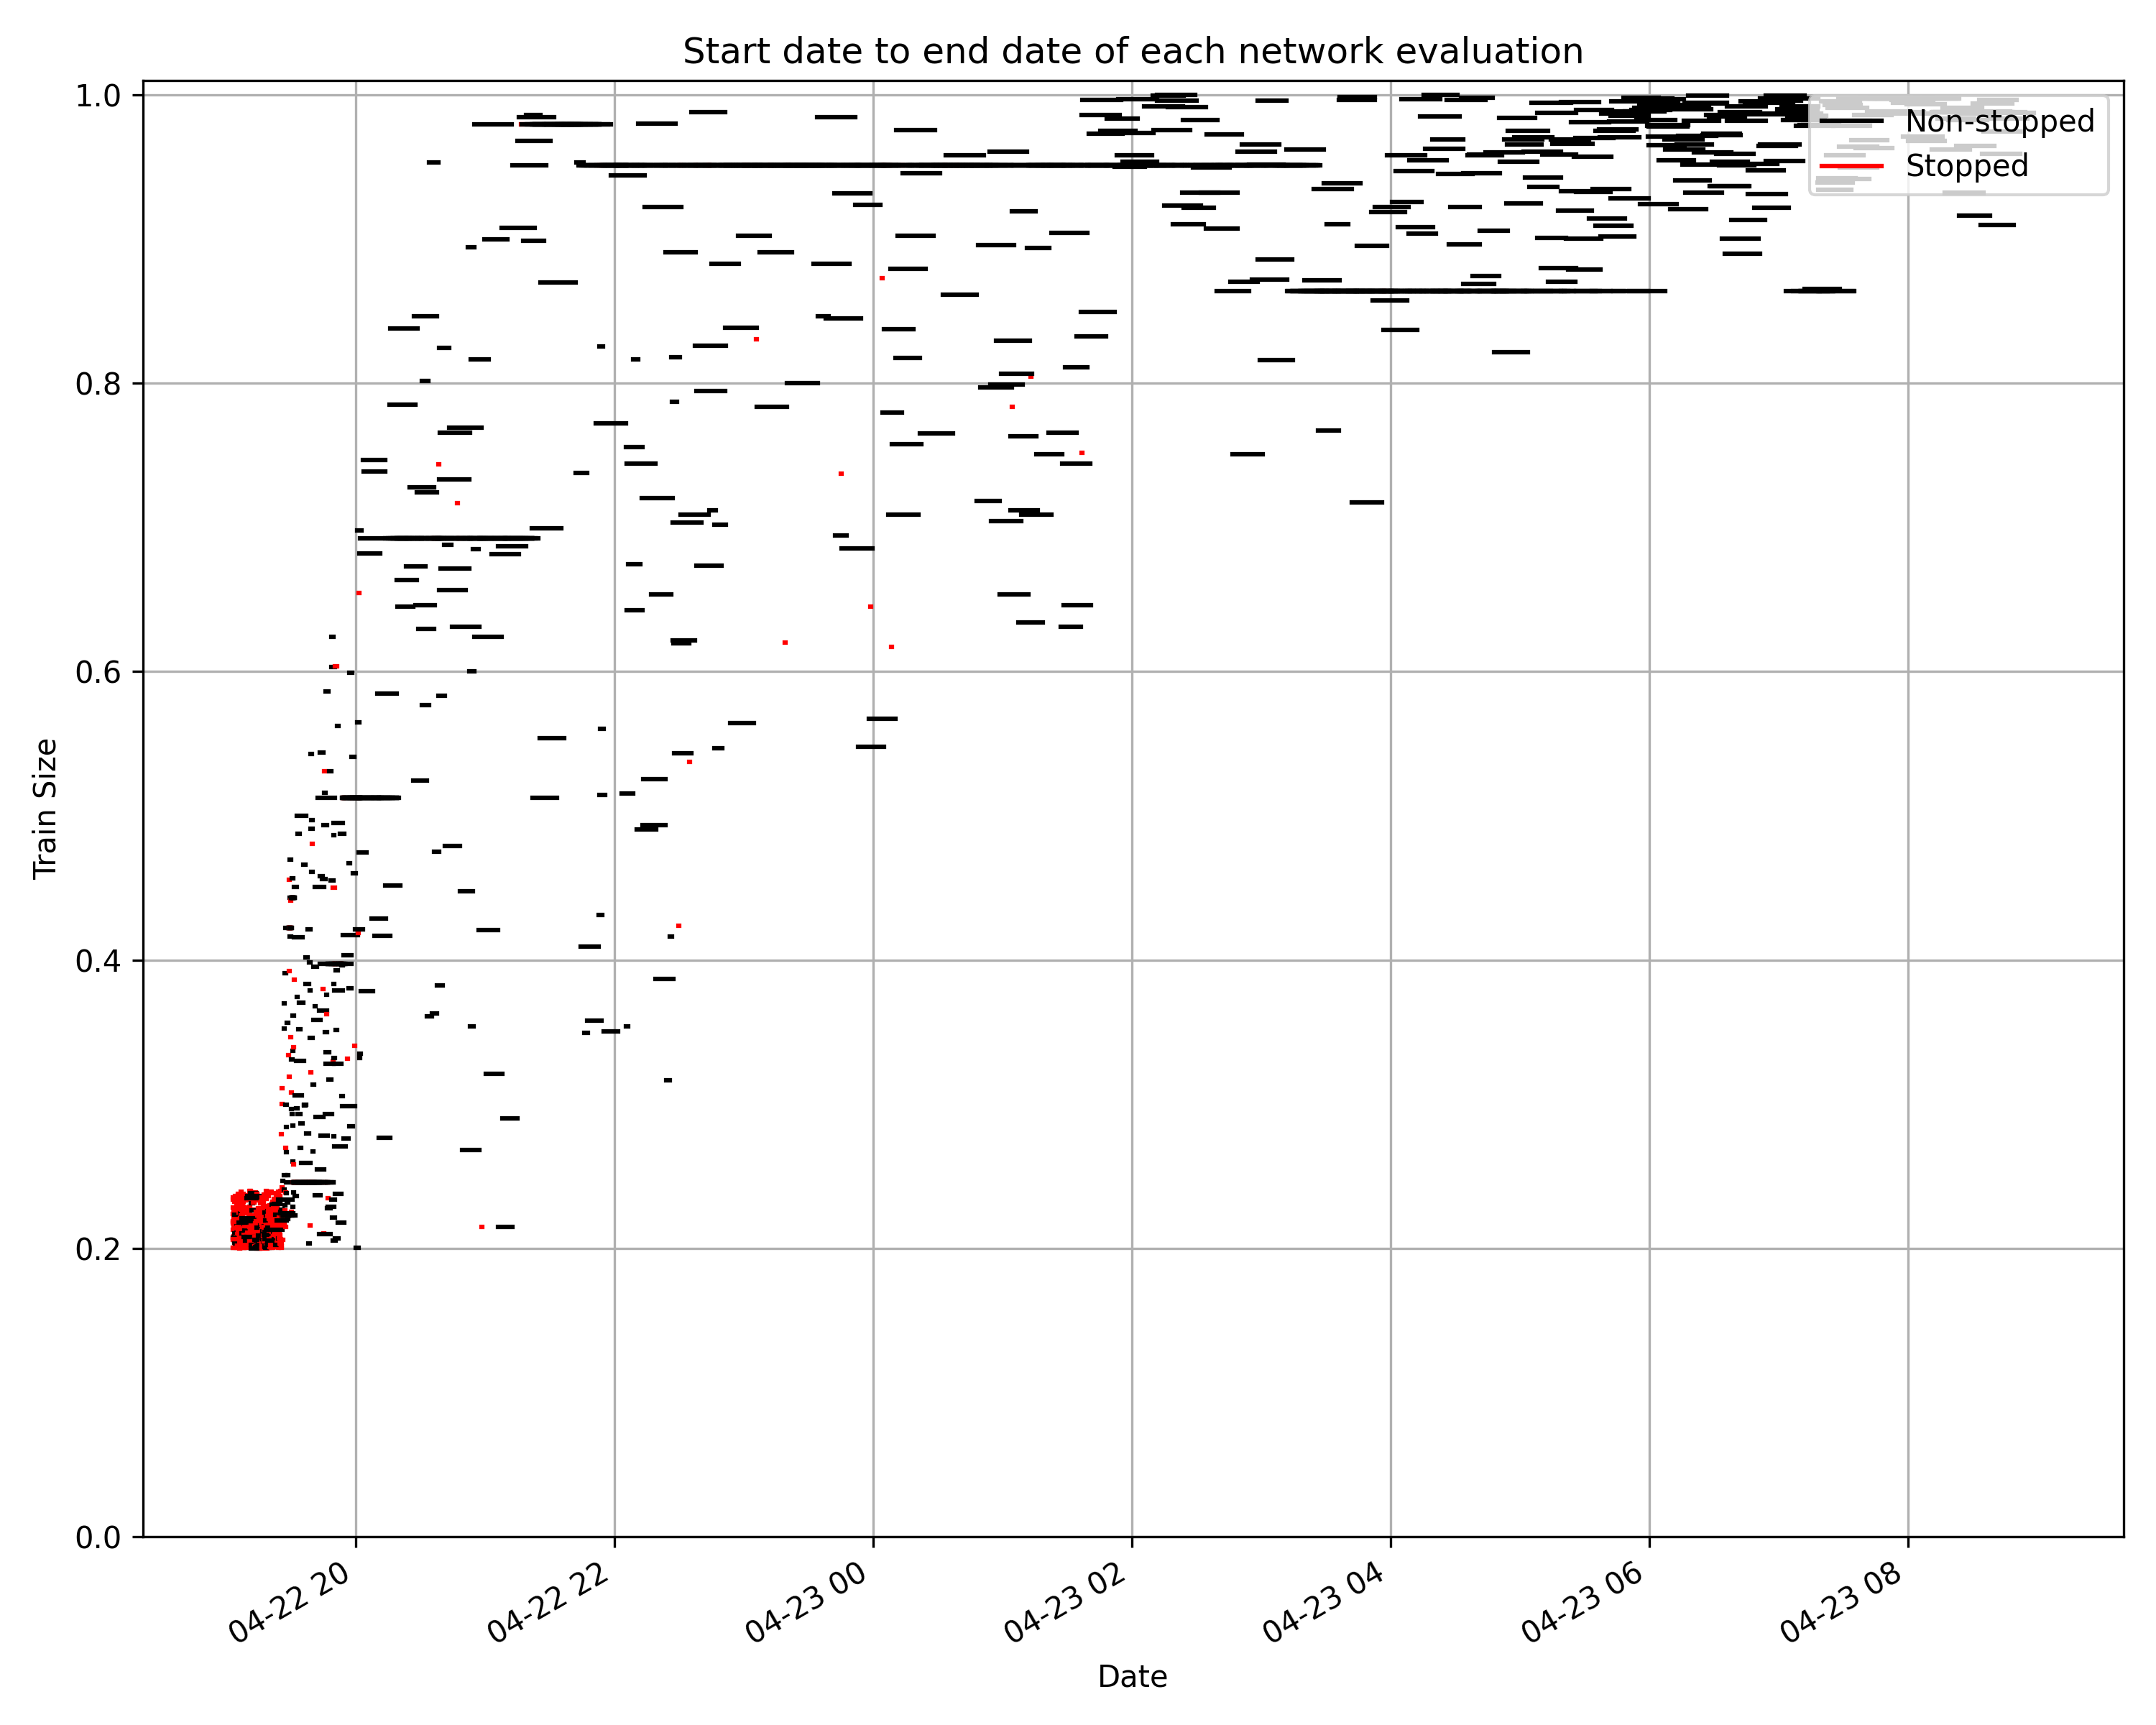 Start date to end date of each network evaluation
1.0
Non-stopped
Stopped
0.8
0.6
Train Size
0.4
0.2
0.0
04-22 20
04-22 22
04-23 00
04-23 02
04-23 04
04-23 06
04-23 08
Date